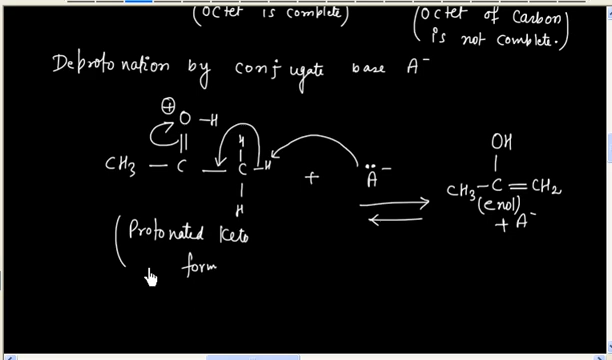 (octet is complete)
(octet of Carbon
is not complete.)
Deprotonation by conjugate base A⁻
⊕
O-H
||
CH₃ — C — C - H
H
H
+
Ä⁻
OH
|
CH₃-C=CH₂
(enol)
+ A⁻
(Protonated Keto
form